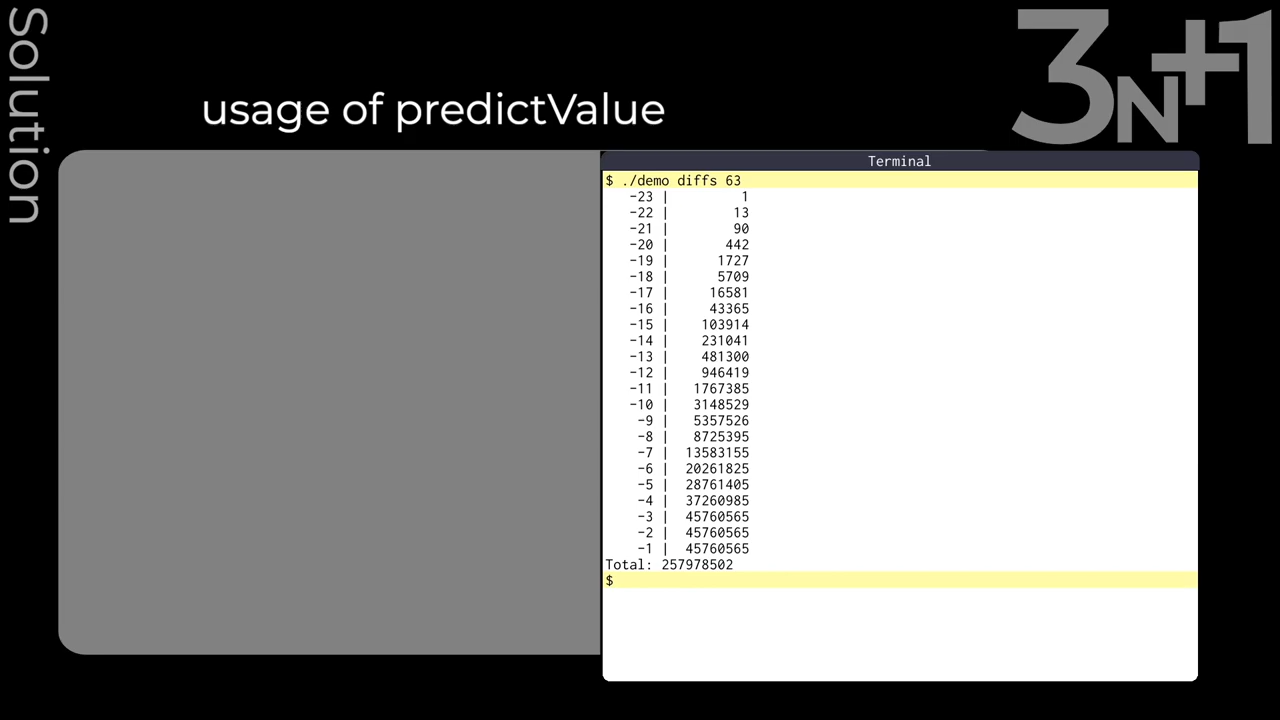 Solution
3N+1
usage of predictValue
Terminal
$ ./demo diffs 63
-23 | 1
-22 | 13
-21 | 90
-20 | 442
-19 | 1727
-18 | 5709
-17 | 16581
-16 | 43365
-15 | 103914
-14 | 231041
-13 | 481300
-12 | 946419
-11 | 1767385
-10 | 3148529
-9 | 5357526
-8 | 8725395
-7 | 13583155
-6 | 20261825
-5 | 28761405
-4 | 37260985
-3 | 45760565
-2 | 45760565
-1 | 45760565
Total: 257978502
$